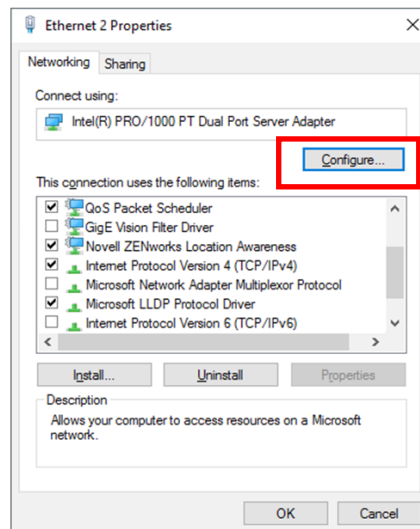 Ethernet 2 Properties
Networking Sharing
Connect using:
Intel(R) PRO/1000 PT Dual Port Server Adapter
Configure...
This connection uses the following items:
QoS Packet Scheduler
GigE Vision Filter Driver
Novell ZENworks Location Awareness
Internet Protocol Version 4 (TCP/IPv4)
Microsoft Network Adapter Multiplexor Protocol
Microsoft LLDP Protocol Driver
Internet Protocol Version 6 (TCP/IPv6)
Install... Uninstall Properties
Description
Allows your computer to access resources on a Microsoft
network.
OK Cancel